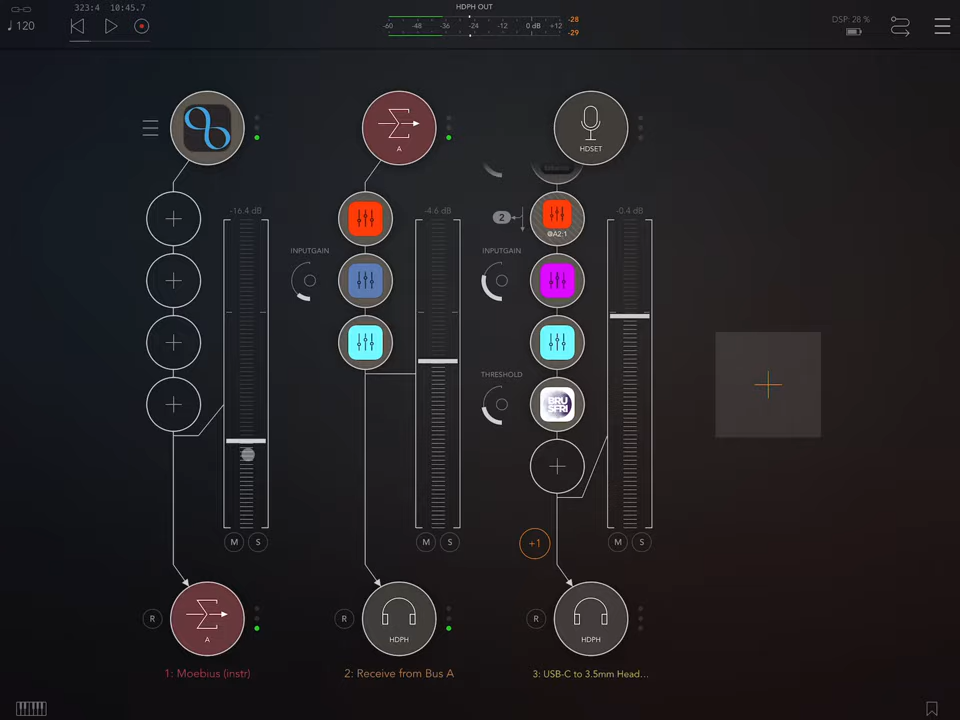 HDPH OUT
323:4 10:45.7
♩120
-60 -48 -36 -24 -12 0 dB +12
-28
-29
DSP: 28 %
A
HDSET
-16.4 dB
-4.6 dB
-0.4 dB
2
@A2:1
INPUTGAIN
INPUTGAIN
THRESHOLD
BRU
SFRI
M S
M S
M S
+1
R
A
R
HDPH
R
HDPH
1: Moebius (instr)
2: Receive from Bus A
3: USB-C to 3.5mm Head...